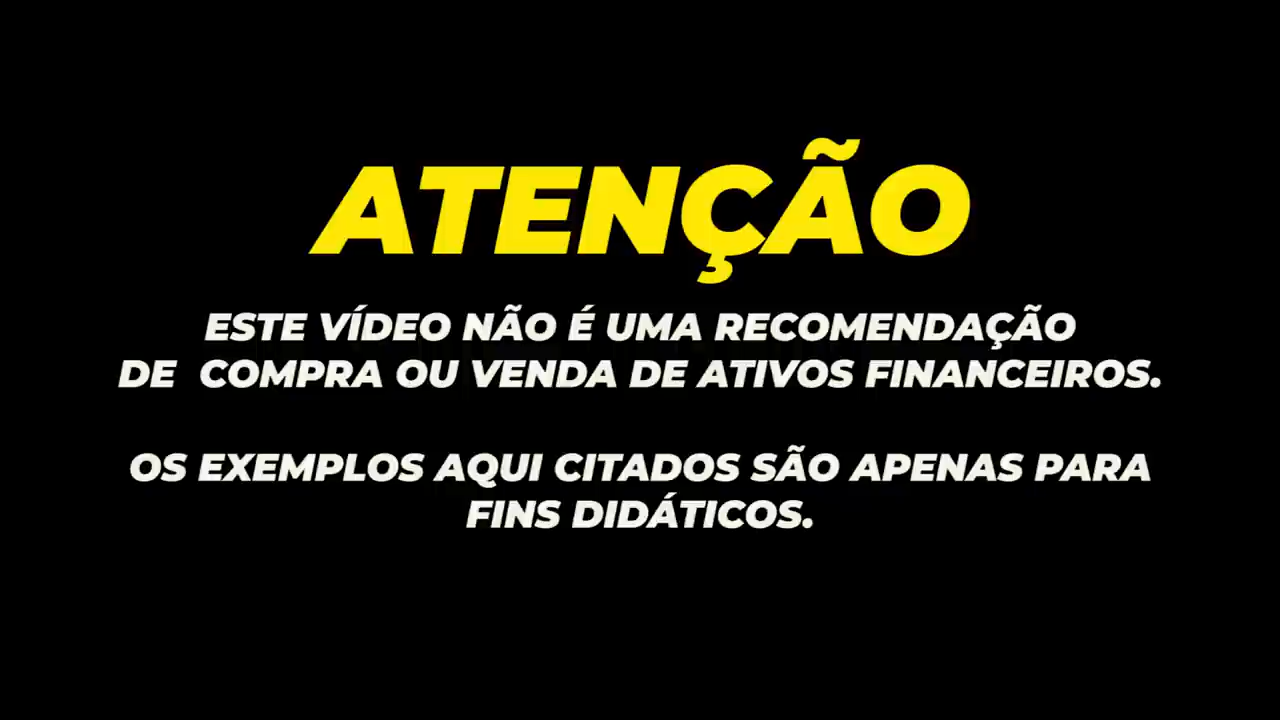 ATENÇÃO
ESTE VÍDEO NÃO É UMA RECOMENDAÇÃO
DE COMPRA OU VENDA DE ATIVOS FINANCEIROS.
OS EXEMPLOS AQUI CITADOS SÃO APENAS PARA
FINS DIDÁTICOS.